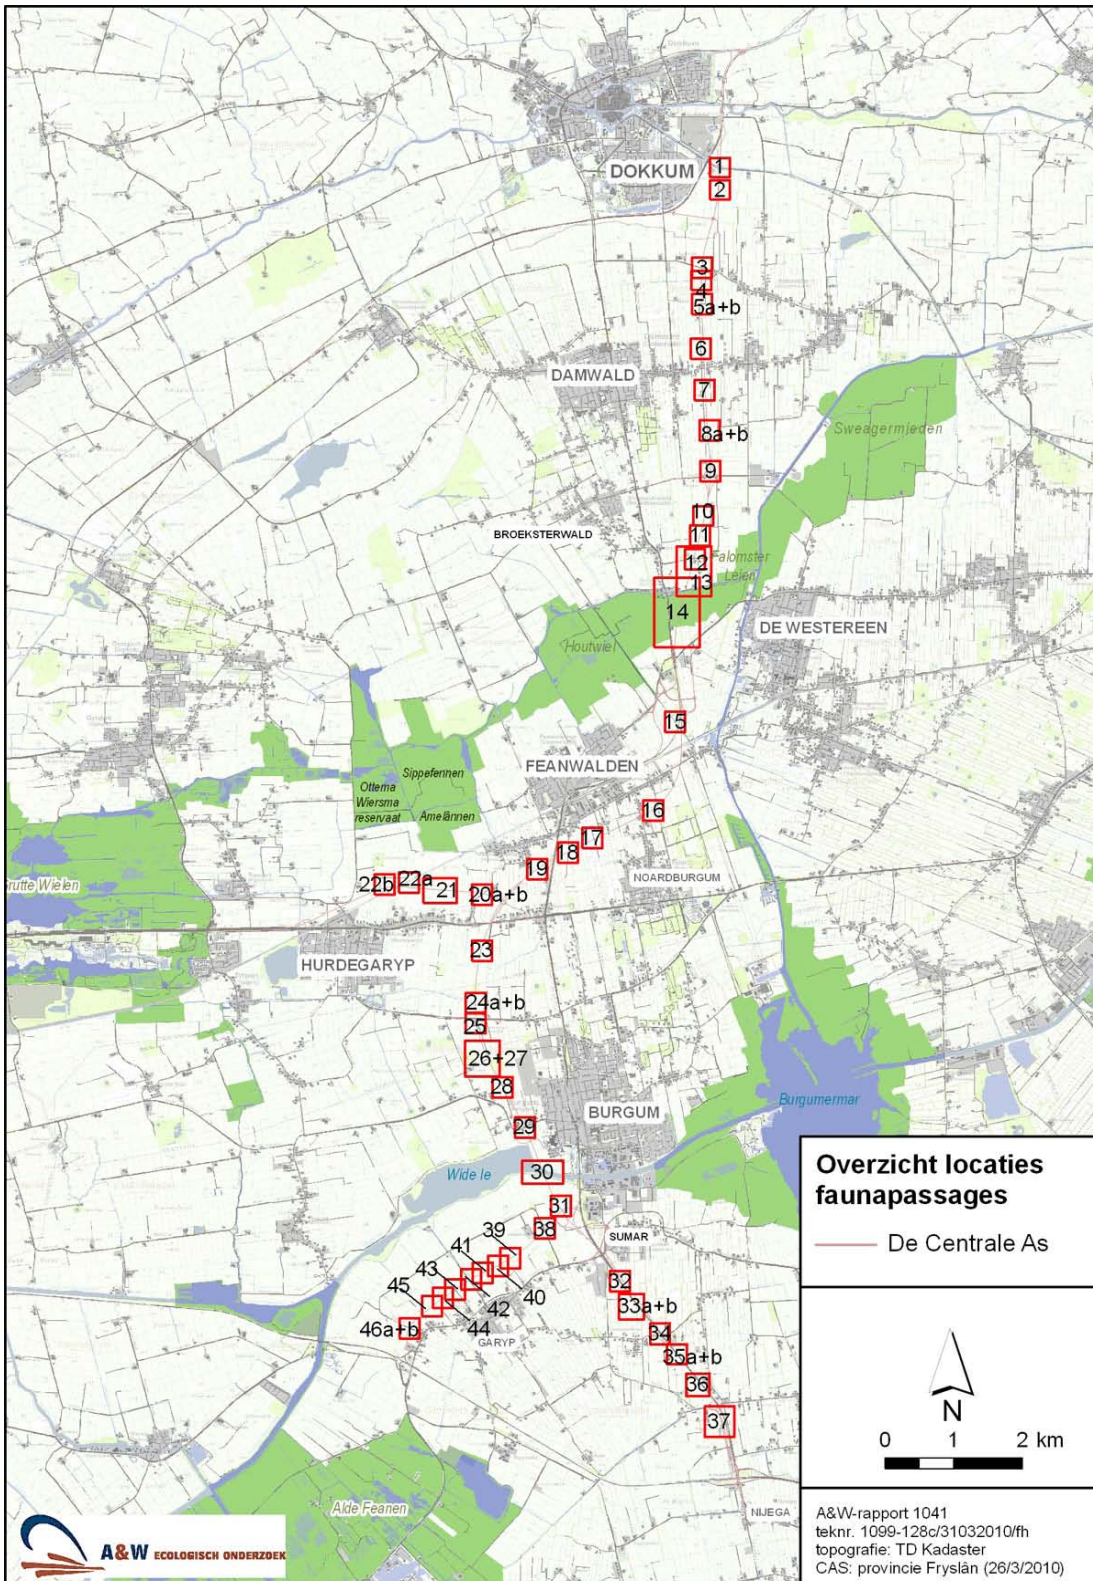 DOKKUM
1
2
3
4
5a+b
6
DAMWALD
7
8a+b
Sweagermieden
9
10
BROEKSTERWALD
11
Falomster
Leien
12
13
14
DE WESTEREEN
Houtwiel
15
FEANWALDEN
Sippefennen
Ottema
Wiersma
reservaat
Amelânnen
16
17
18
19
NOARDBURGUM
22b
22a
21
20a+b
Grutte Wielen
HURDEGARYP
23
24a+b
25
26+27
28
BURGUM
Burgumermar
29
Wide Ie
30
31
38
SUMAR
39
41
43
45
40
42
44
46a+b
GARYP
32
33a+b
34
35a+b
36
37
Alde Feanen
NIJEGA
A&W ECOLOGISCH ONDERZOEK
Overzicht locaties
faunapassages
De Centrale As
N
0 1 2 km
A&W-rapport 1041
teknr. 1099-128c/31032010/fh
topografie: TD Kadaster
CAS: provincie Fryslân (26/3/2010)